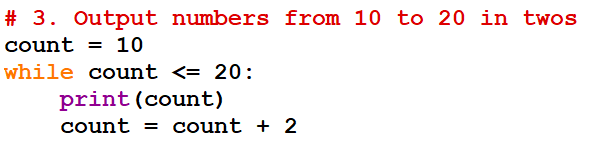 # 3. Output numbers from 10 to 20 in twos
count = 10
while count <= 20:
    print(count)
    count = count + 2